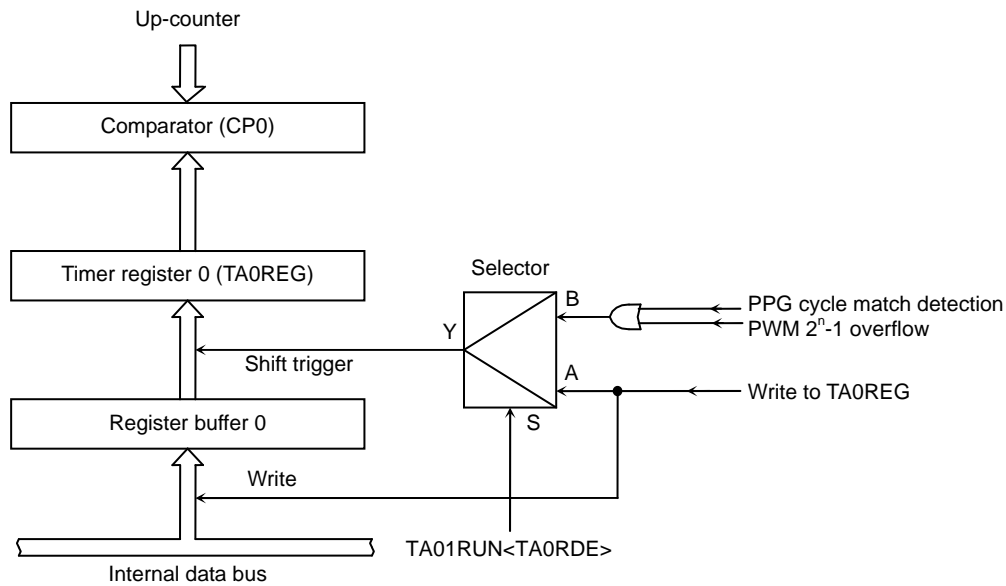 Up-counter
Comparator (CP0)
Timer register 0 (TA0REG)
Selector
B
PPG cycle match detection
PWM 2ⁿ-1 overflow
Y
Shift trigger
A
Write to TA0REG
Register buffer 0
S
Write
TA01RUN<TA0RDE>
Internal data bus